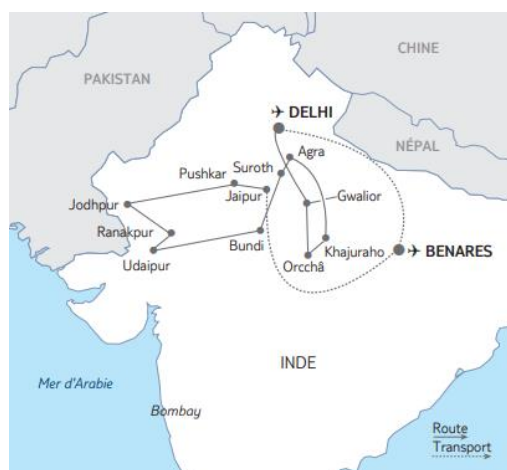 CHINE
PAKISTAN
✈ DELHI
NÉPAL
Agra
Suroth
Pushkar
Jaipur
Gwalior
Jodhpur
Ranakpur
Bundi
Khajuraho
✈ BENARES
Udaipur
Orcchâ
INDE
Mer d'Arabie
Bombay
Route
Transport